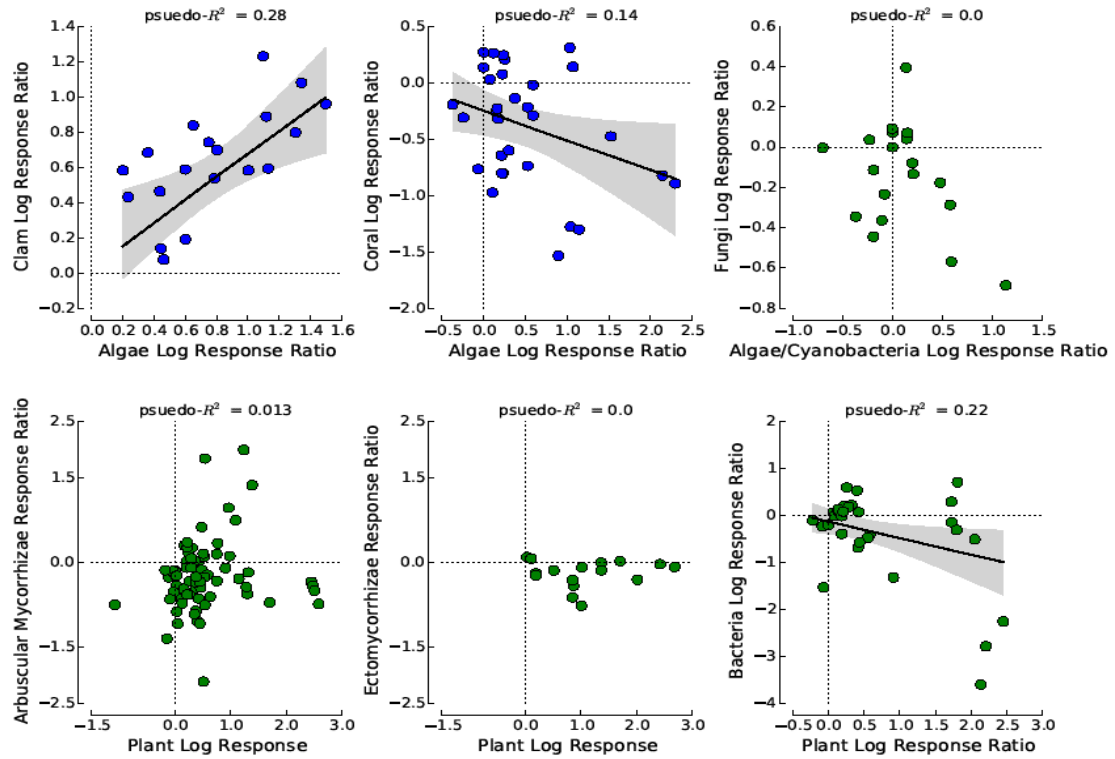 psuedo-R² = 0.28
1.4
1.2
1.0
0.8
0.6
0.4
0.2
0.0
−0.2
Clam Log Response Ratio
0.0 0.2 0.4 0.6 0.8 1.0 1.2 1.4 1.6
Algae Log Response Ratio
psuedo-R² = 0.14
0.5
0.0
−0.5
−1.0
−1.5
−2.0
Coral Log Response Ratio
−0.5 0.0 0.5 1.0 1.5 2.0 2.5
Algae Log Response Ratio
psuedo-R² = 0.0
0.6
0.4
0.2
0.0
−0.2
−0.4
−0.6
−0.8
Fungi Log Response Ratio
−1.0 −0.5 0.0 0.5 1.0 1.5
Algae/Cyanobacteria Log Response Ratio
psuedo-R² = 0.013
2.5
1.5
0.0
−1.5
−2.5
Arbuscular Mycorrhizae Response Ratio
−1.5 0.0 1.0 2.0 3.0
Plant Log Response
psuedo-R² = 0.0
2.5
1.5
0.0
−1.5
−2.5
Ectomycorrhizae Response Ratio
−1.5 0.0 1.0 2.0 3.0
Plant Log Response
psuedo-R² = 0.22
2
1
0
−1
−2
−3
−4
Bacteria Log Response Ratio
−0.5 0.0 0.5 1.0 1.5 2.0 2.5 3.0
Plant Log Response Ratio